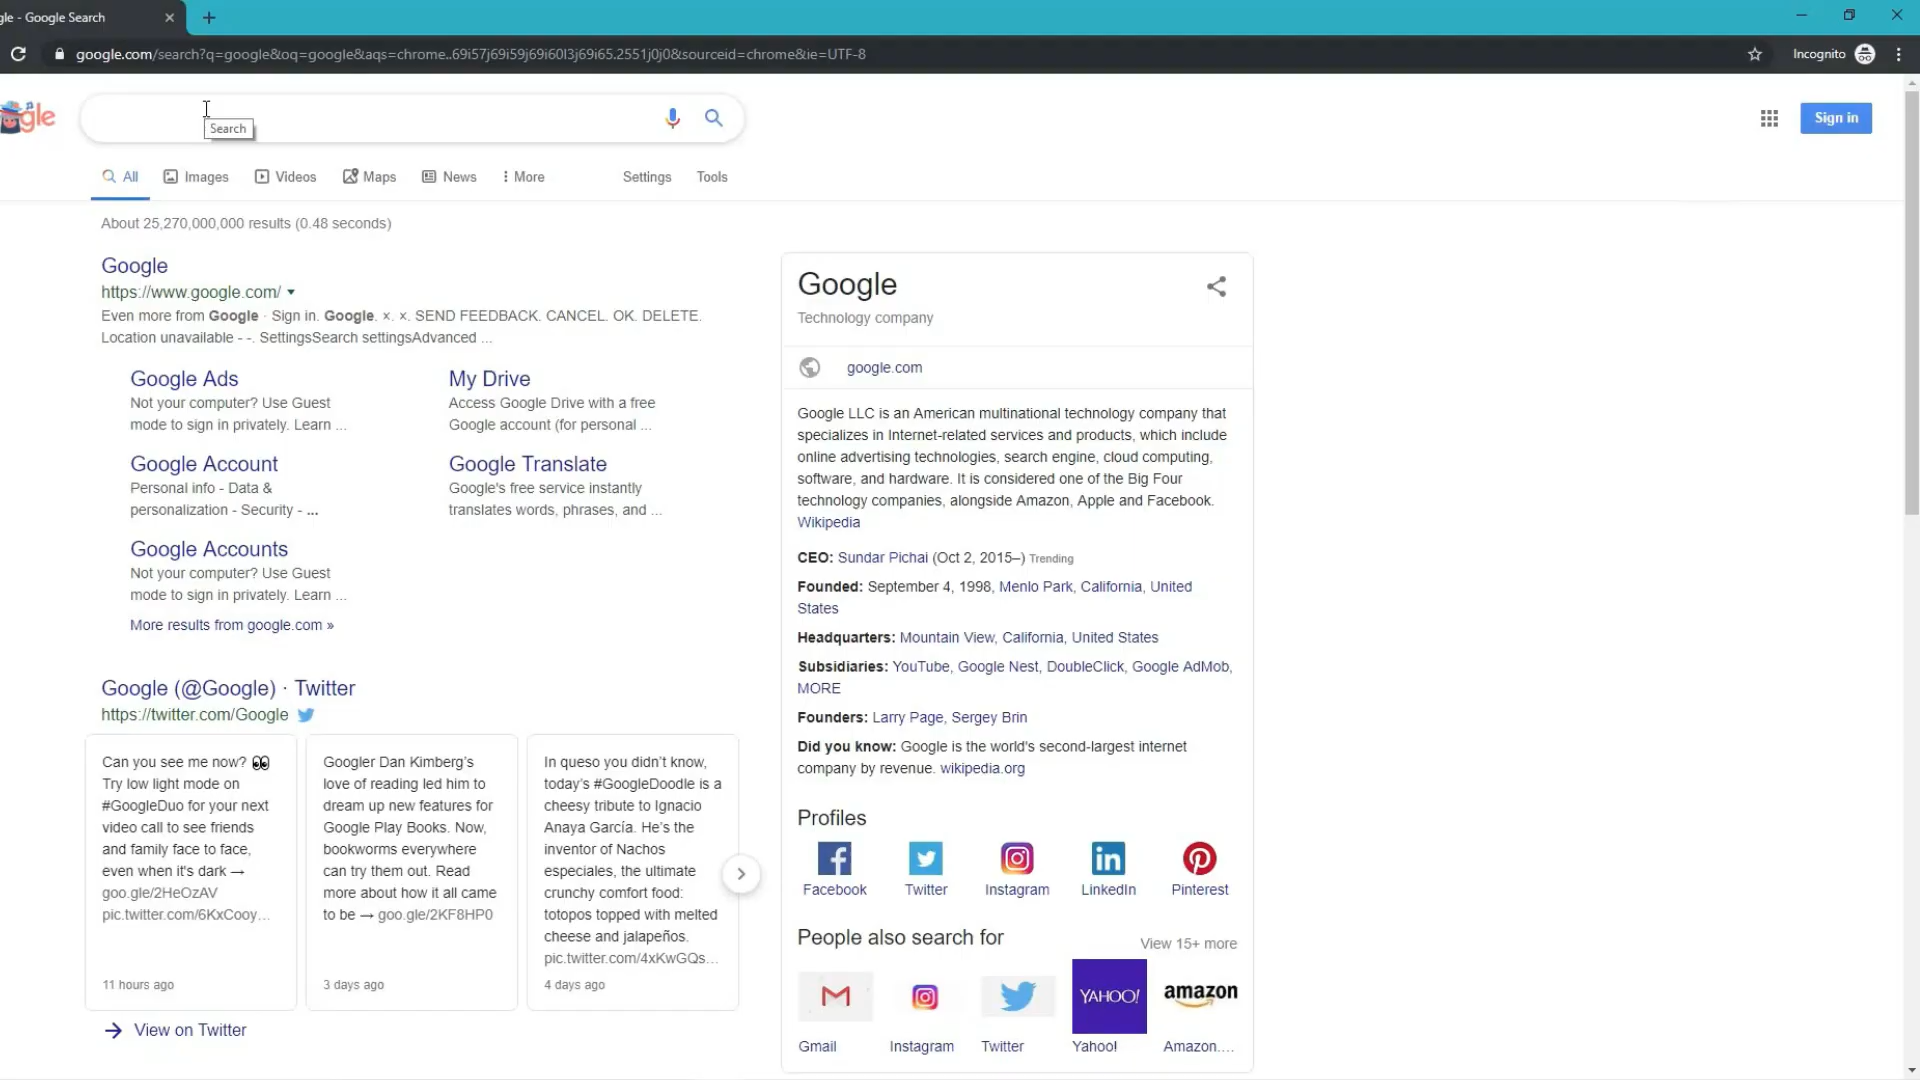 gle - Google Search
google.com/search?q=google&oq=google&aqs=chrome..69i57j69i59j69i60l3j69i65.2551j0j0&sourceid=chrome&ie=UTF-8
Incognito
gle
Search
Sign in
All Images Videos Maps News More Settings Tools
About 25,270,000,000 results (0.48 seconds)
Google
https://www.google.com/
Even more from Google · Sign in. Google. ×. ×. SEND FEEDBACK. CANCEL. OK. DELETE.
Location unavailable - -. SettingsSearch settingsAdvanced ...
Google Ads
Not your computer? Use Guest
mode to sign in privately. Learn ...
My Drive
Access Google Drive with a free
Google account (for personal ...
Google Account
Personal info - Data &
personalization - Security - ...
Google Translate
Google's free service instantly
translates words, phrases, and ...
Google Accounts
Not your computer? Use Guest
mode to sign in privately. Learn ...
More results from google.com »
Google (@Google) · Twitter
https://twitter.com/Google
Can you see me now? 👀
Try low light mode on
#GoogleDuo for your next
video call to see friends
and family face to face,
even when it's dark →
goo.gle/2HeOzAV
pic.twitter.com/6KxCooy...
11 hours ago
Googler Dan Kimberg's
love of reading led him to
dream up new features for
Google Play Books. Now,
bookworms everywhere
can try them out. Read
more about how it all came
to be → goo.gle/2KF8HP0
3 days ago
In queso you didn't know,
today's #GoogleDoodle is a
cheesy tribute to Ignacio
Anaya García. He's the
inventor of Nachos
especiales, the ultimate
crunchy comfort food:
totopos topped with melted
cheese and jalapeños.
pic.twitter.com/4xKwGQs...
4 days ago
View on Twitter
Google
Technology company
google.com
Google LLC is an American multinational technology company that
specializes in Internet-related services and products, which include
online advertising technologies, search engine, cloud computing,
software, and hardware. It is considered one of the Big Four
technology companies, alongside Amazon, Apple and Facebook.
Wikipedia
CEO: Sundar Pichai (Oct 2, 2015–) Trending
Founded: September 4, 1998, Menlo Park, California, United
States
Headquarters: Mountain View, California, United States
Subsidiaries: YouTube, Google Nest, DoubleClick, Google AdMob,
MORE
Founders: Larry Page, Sergey Brin
Did you know: Google is the world's second-largest internet
company by revenue. wikipedia.org
Profiles
Facebook Twitter Instagram LinkedIn Pinterest
People also search for
View 15+ more
YAHOO! amazon
Gmail Instagram Twitter Yahoo! Amazon....